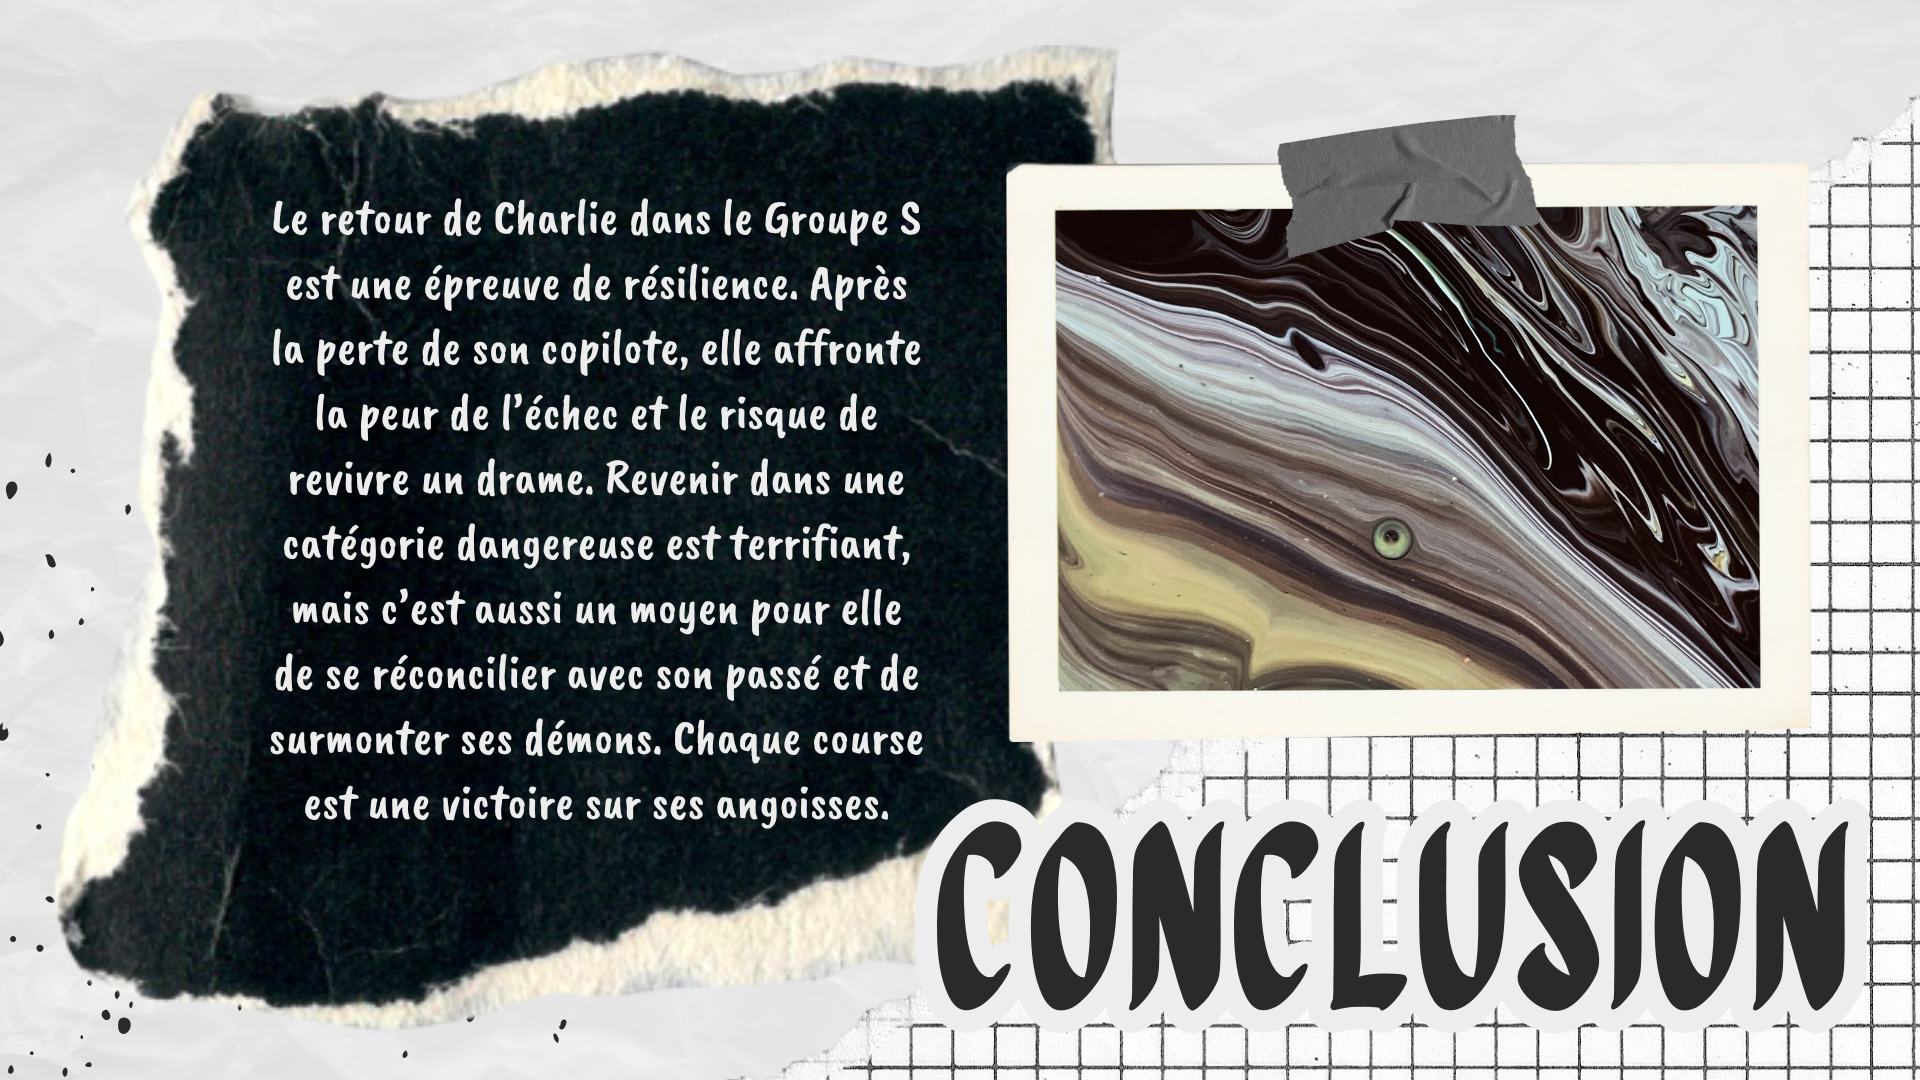 Le retour de Charlie dans le Groupe S
est une épreuve de résilience. Après
la perte de son copilote, elle affronte
la peur de l’échec et le risque de
revivre un drame. Revenir dans une
catégorie dangereuse est terrifiant,
mais c’est aussi un moyen pour elle
de se réconcilier avec son passé et de
surmonter ses démons. Chaque course
est une victoire sur ses angoisses.
CONCLUSION